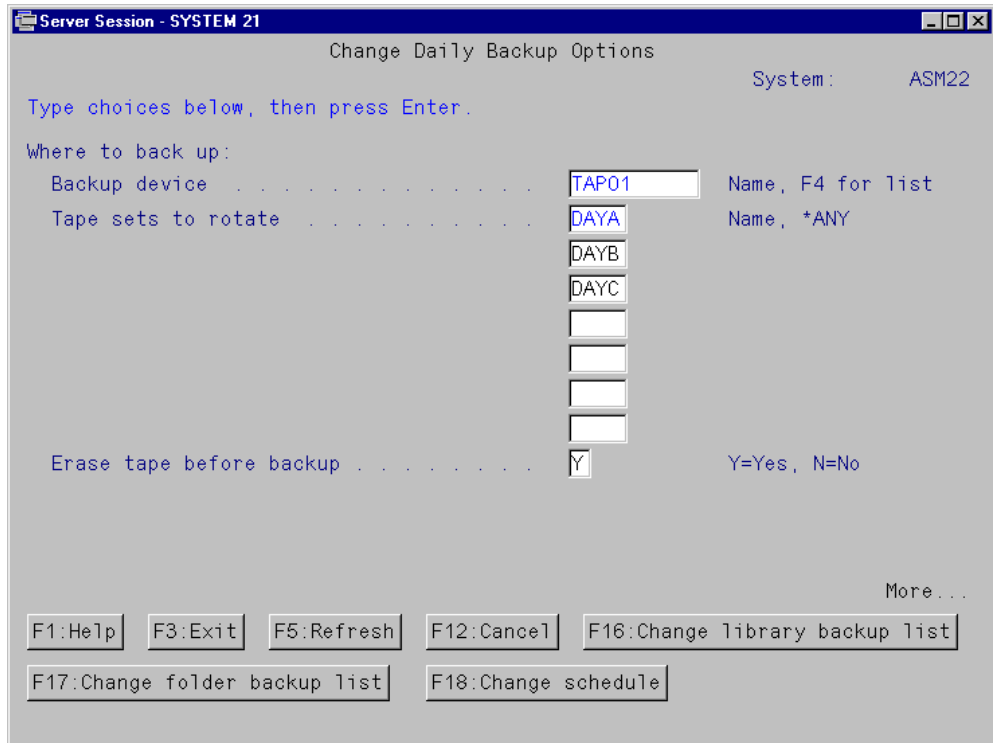 Server Session - SYSTEM 21
Change Daily Backup Options
System: ASM22
Type choices below, then press Enter.
Where to back up:
Backup device . . . . . . . . . . . . . TAP01 Name, F4 for list
Tape sets to rotate . . . . . . . . . . DAYA Name, *ANY
DAYB
DAYC
Erase tape before backup . . . . . . . . Y Y=Yes, N=No
More...
F1:Help F3:Exit F5:Refresh F12:Cancel F16:Change library backup list
F17:Change folder backup list F18:Change schedule